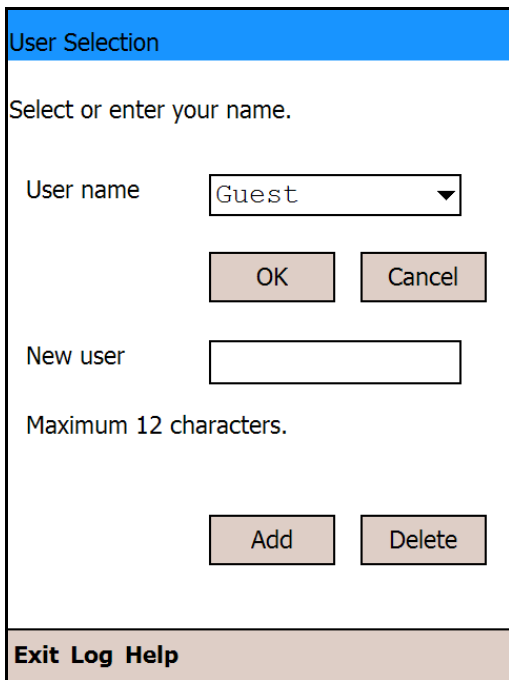 User Selection
Select or enter your name.
User name Guest
OK Cancel
New user
Maximum 12 characters.
Add Delete
Exit Log Help